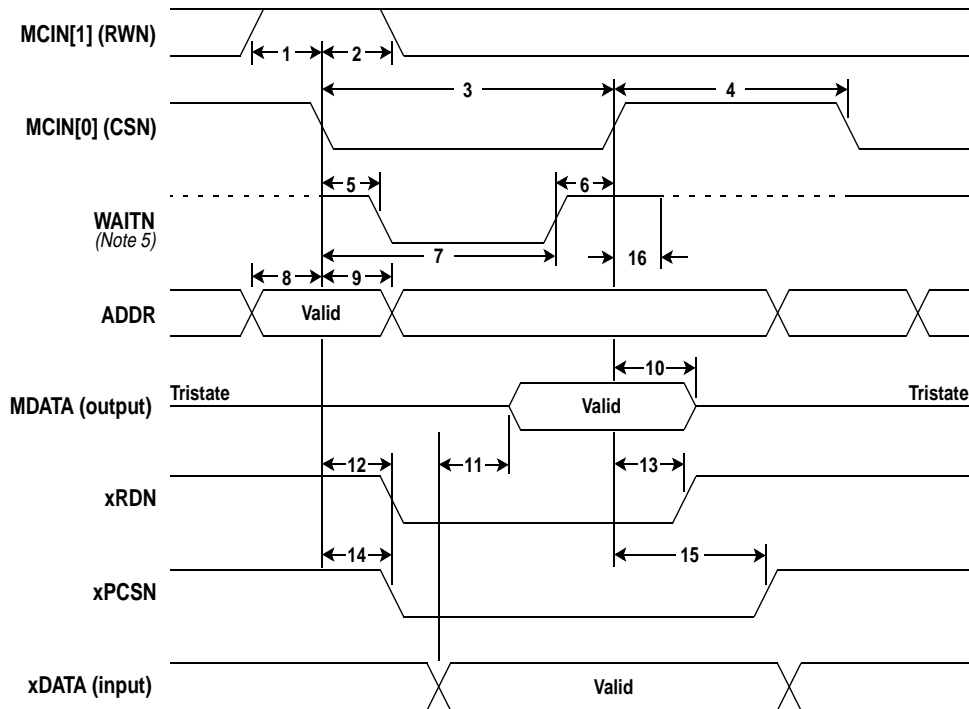 MCIN[1] (RWN)
1
2
3
4
MCIN[0] (CSN)
5
6
WAITN
(Note 5)
7
16
8
9
ADDR
Valid
10
Tristate
Tristate
MDATA (output)
Valid
12
11
13
xRDN
14
15
xPCSN
xDATA (input)
Valid